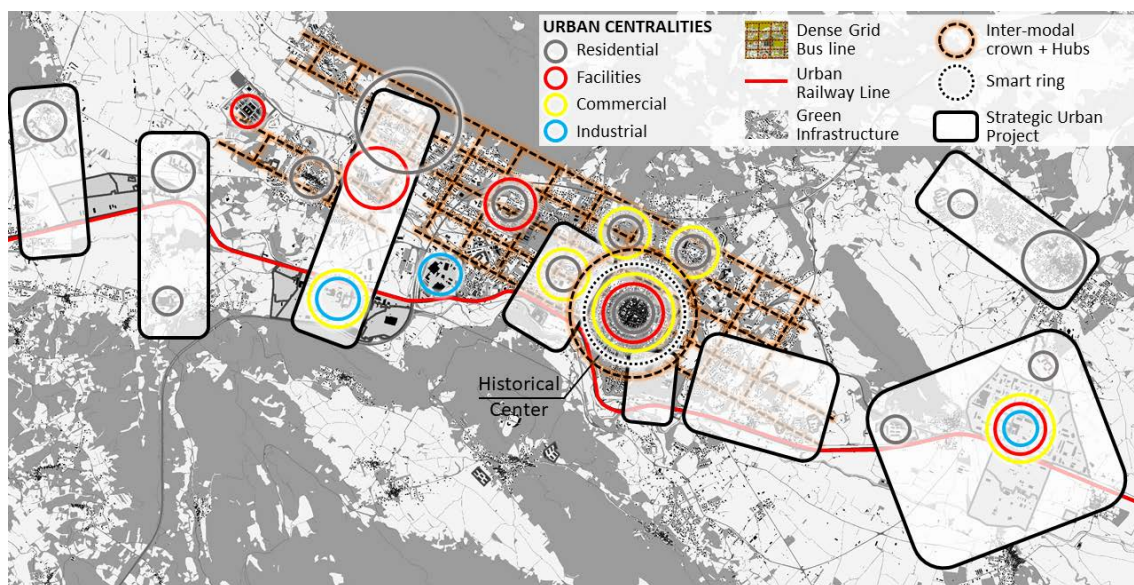 URBAN CENTRALITIES
Residential
Facilities
Commercial
Industrial
Dense Grid
Bus line
Urban
Railway Line
Green
Infrastructure
Inter-modal
crown + Hubs
Smart ring
Strategic Urban
Project
Historical
Center